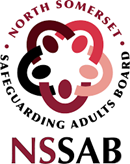 • NORTH SOMERSET •
SAFEGUARDING ADULTS BOARD
NSSAB